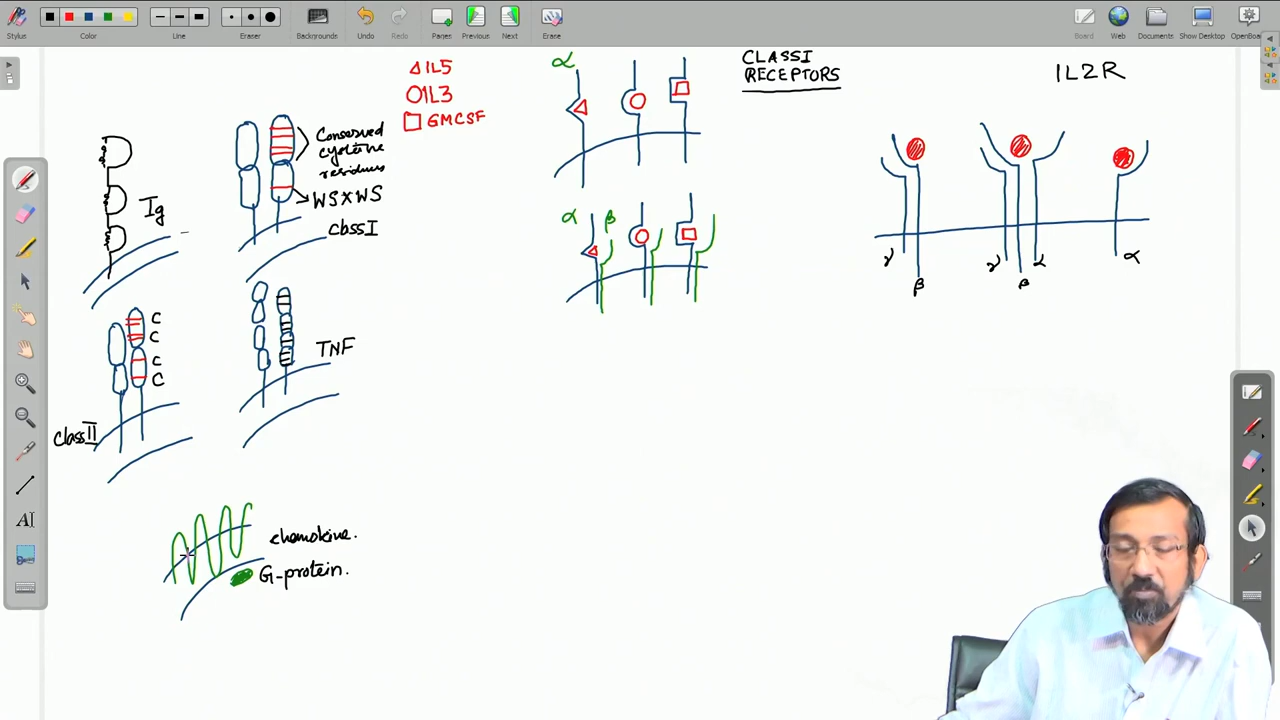 Stylus
Color
Line
Eraser
Backgrounds
Undo
Redo
Pages
Previous
Next
Erase
Board
Web
Documents
Show Desktop
OpenBoard
IL5
IL3
GMCSF
α
CLASS I
RECEPTORS
IL2R
Conserved
cysteine
residues
WSXWS
class I
Ig
α β
γ β
γ β α
α
C
C
C
C
class II
TNF
chemokine.
G-protein.
AI